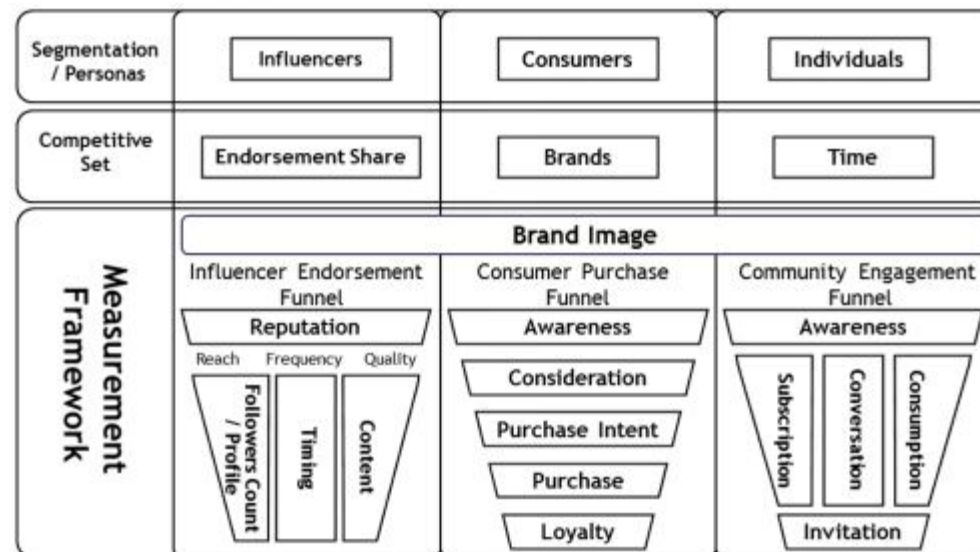 Segmentation
/ Personas
Influencers
Consumers
Individuals
Competitive
Set
Endorsement Share
Brands
Time
Measurement
Framework
Brand Image
Influencer Endorsement
Funnel
Reputation
Reach Frequency Quality
Followers Count
/ Profile
Timing
Content
Consumer Purchase
Funnel
Awareness
Consideration
Purchase Intent
Purchase
Loyalty
Community Engagement
Funnel
Awareness
Subscription
Conversation
Consumption
Invitation